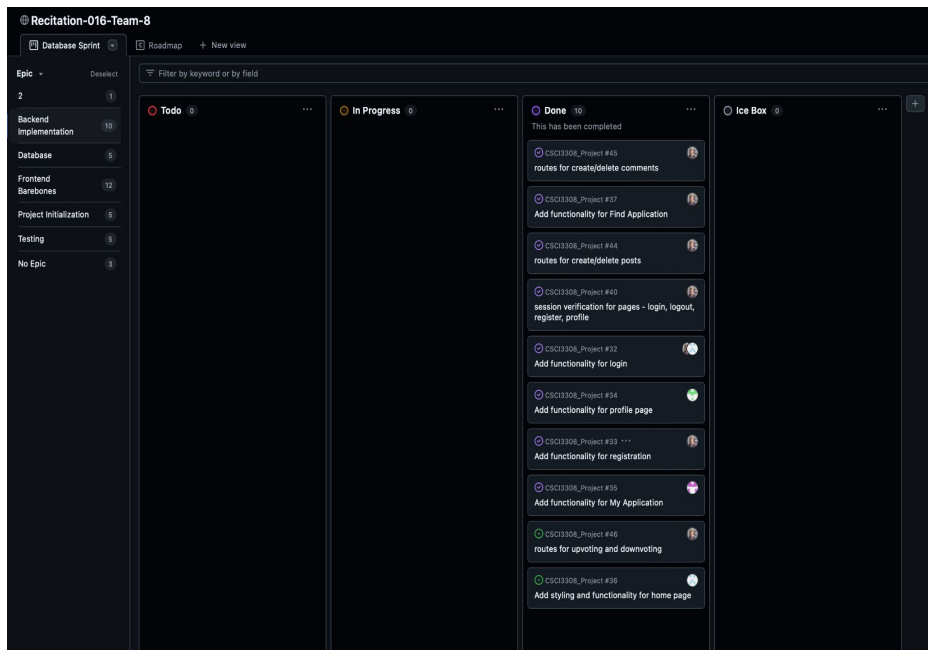 Recitation-016-Team-8
Database Sprint
Roadmap
+ New view
Epic
Deselect
2
1
Backend
Implementation
10
Database
5
Frontend
Barebones
12
Project Initialization
5
Testing
5
No Epic
3
Filter by keyword or by field
Todo 0 ...
In Progress 0 ...
Done 10 ...
This has been completed
CSCI3308_Project #45
routes for create/delete comments
CSCI3308_Project #37
Add functionality for Find Application
CSCI3308_Project #44
routes for create/delete posts
CSCI3308_Project #40
session verification for pages - login, logout,
register, profile
CSCI3308_Project #32
Add functionality for login
CSCI3308_Project #34
Add functionality for profile page
CSCI3308_Project #33 ...
Add functionality for registration
CSCI3308_Project #35
Add functionality for My Application
CSCI3308_Project #46
routes for upvoting and downvoting
CSCI3308_Project #36
Add styling and functionality for home page
Ice Box 0 ...
+